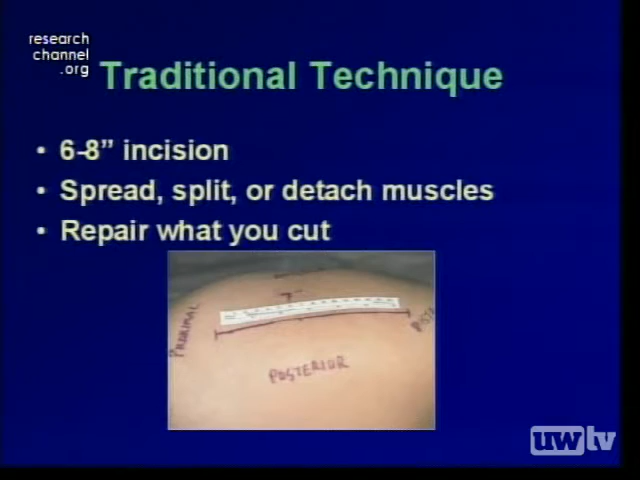 research
channel
.org
Traditional Technique
• 6-8” incision
• Spread, split, or detach muscles
• Repair what you cut
7"
PROXIMAL
POSTERIOR
uwtv